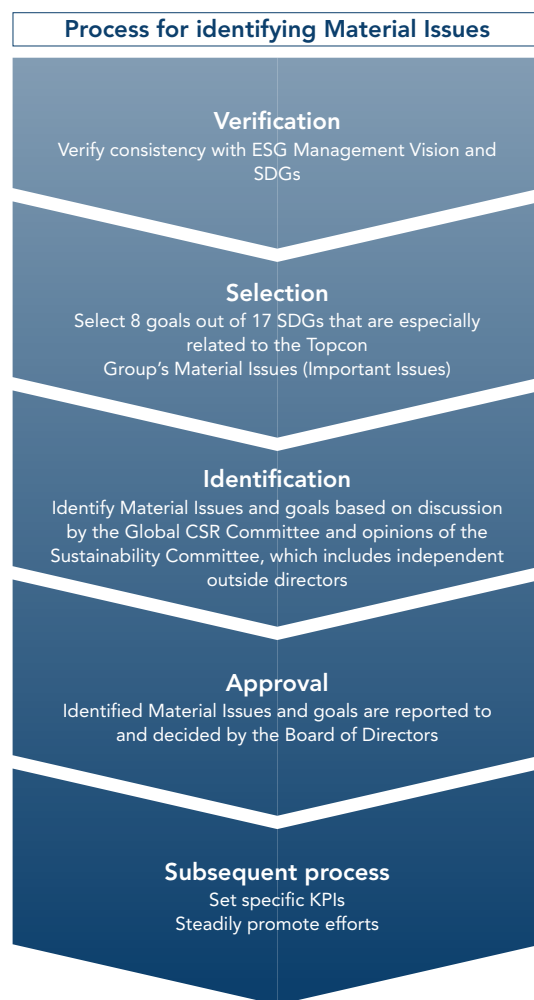 Process for identifying Material Issues
Verification
Verify consistency with ESG Management Vision and
SDGs
Selection
Select 8 goals out of 17 SDGs that are especially
related to the Topcon
Group’s Material Issues (Important Issues)
Identification
Identify Material Issues and goals based on discussion
by the Global CSR Committee and opinions of the
Sustainability Committee, which includes independent
outside directors
Approval
Identified Material Issues and goals are reported to
and decided by the Board of Directors
Subsequent process
Set specific KPIs
Steadily promote efforts